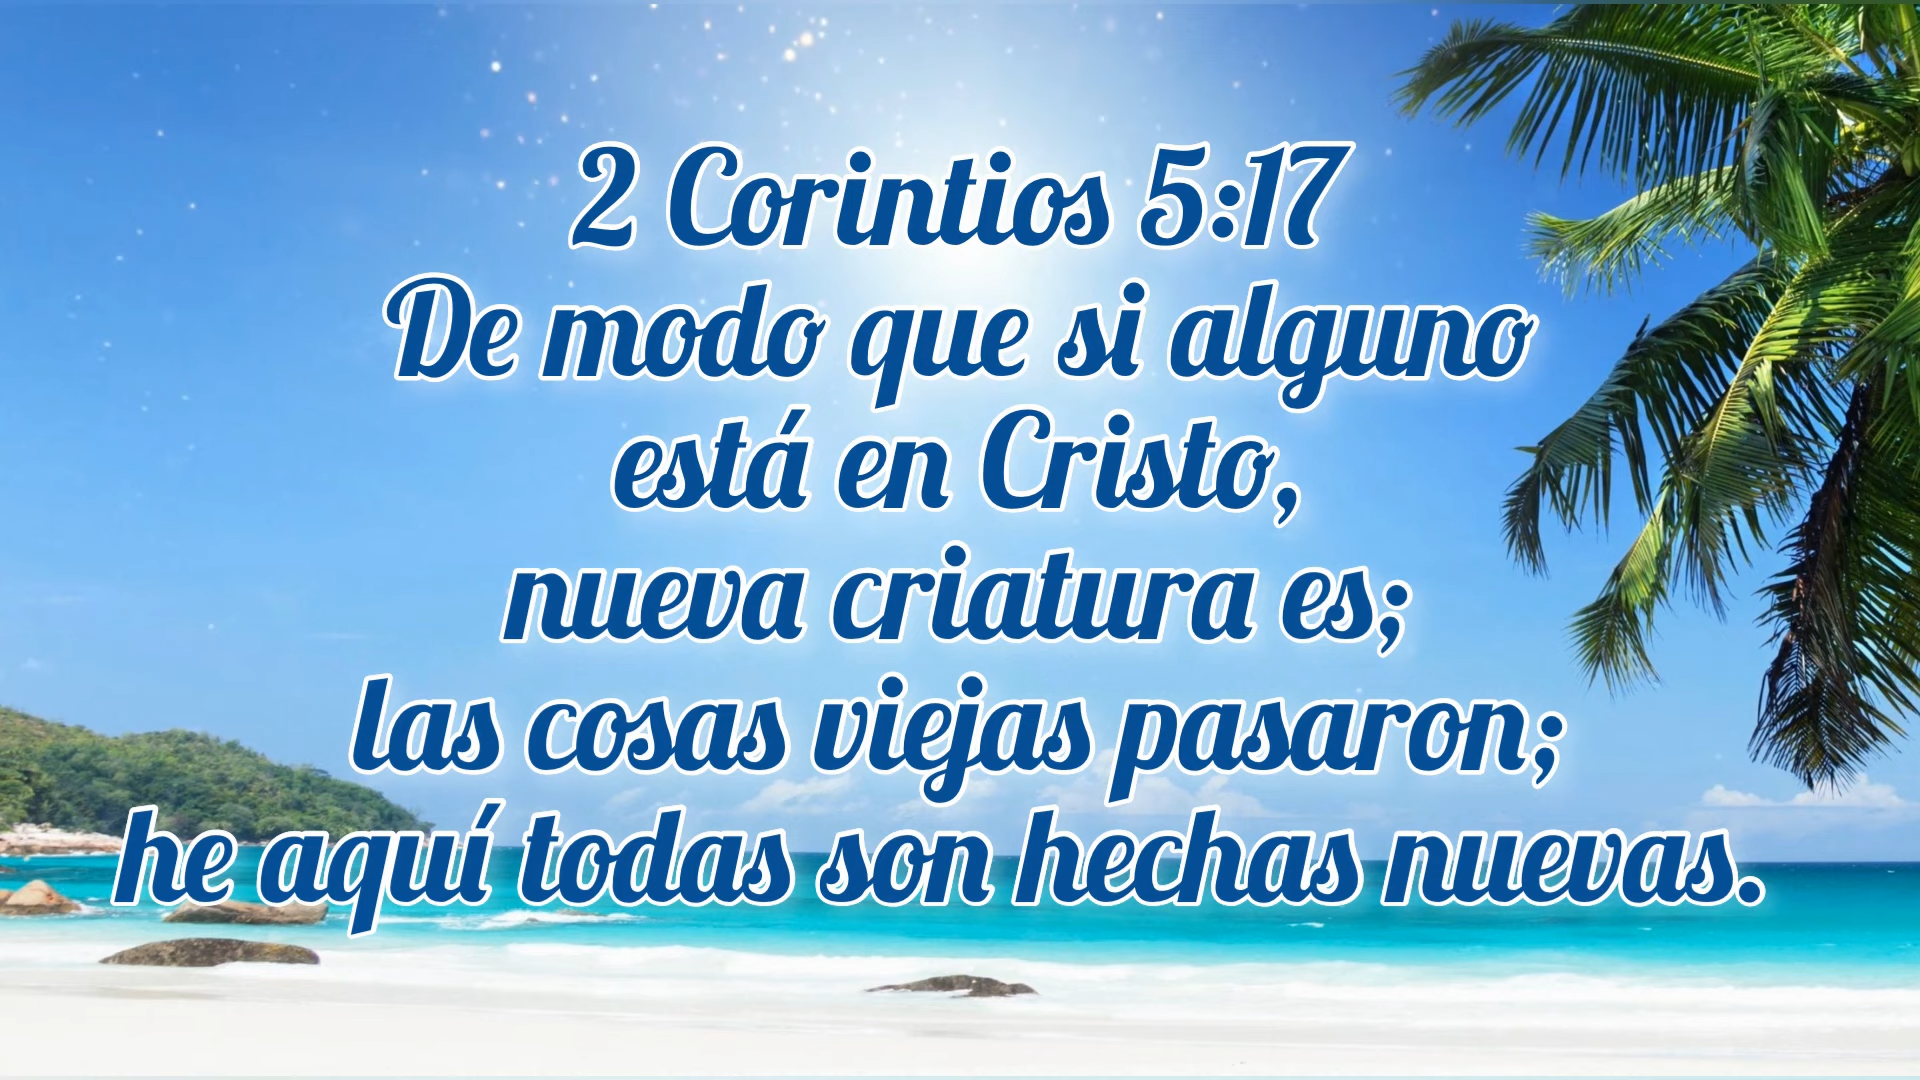 2 Corintios 5:17
De modo que si alguno
está en Cristo,
nueva criatura es;
las cosas viejas pasaron;
he aquí todas son hechas nuevas.